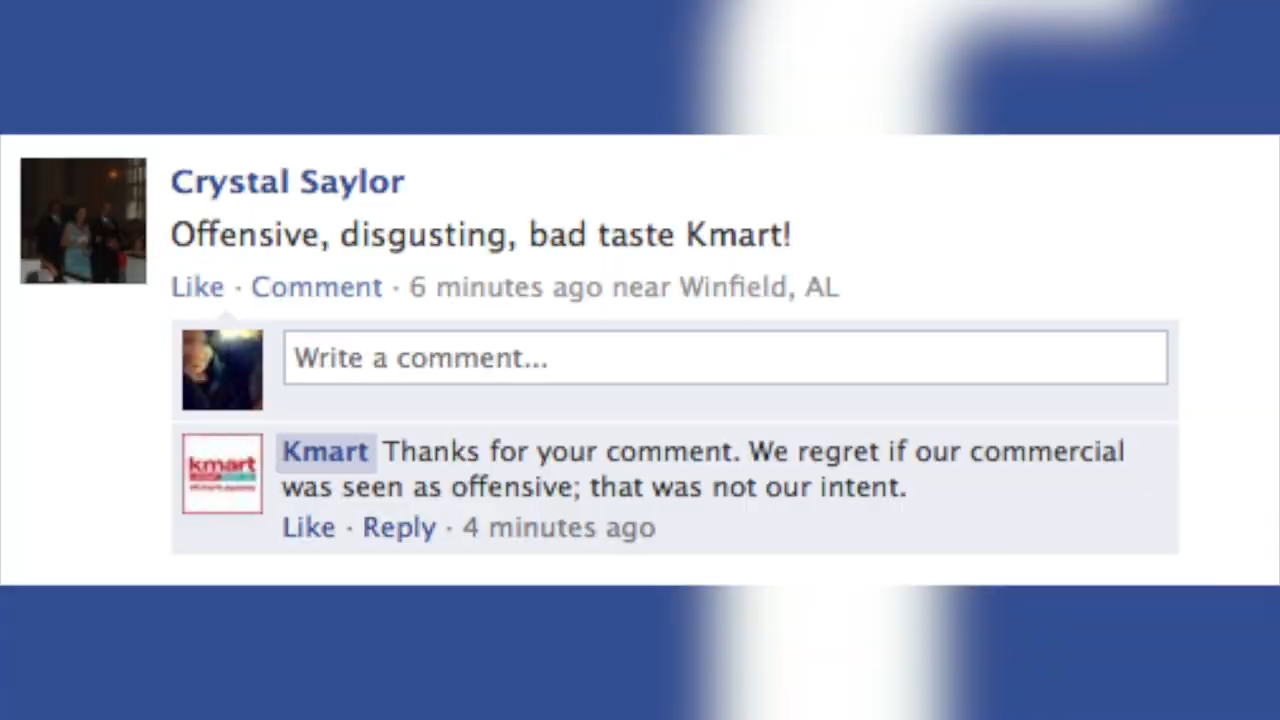 Crystal Saylor
Offensive, disgusting, bad taste Kmart!
Like · Comment · 6 minutes ago near Winfield, AL
Write a comment...
kmart
Kmart Thanks for your comment. We regret if our commercial
was seen as offensive; that was not our intent.
Like · Reply · 4 minutes ago